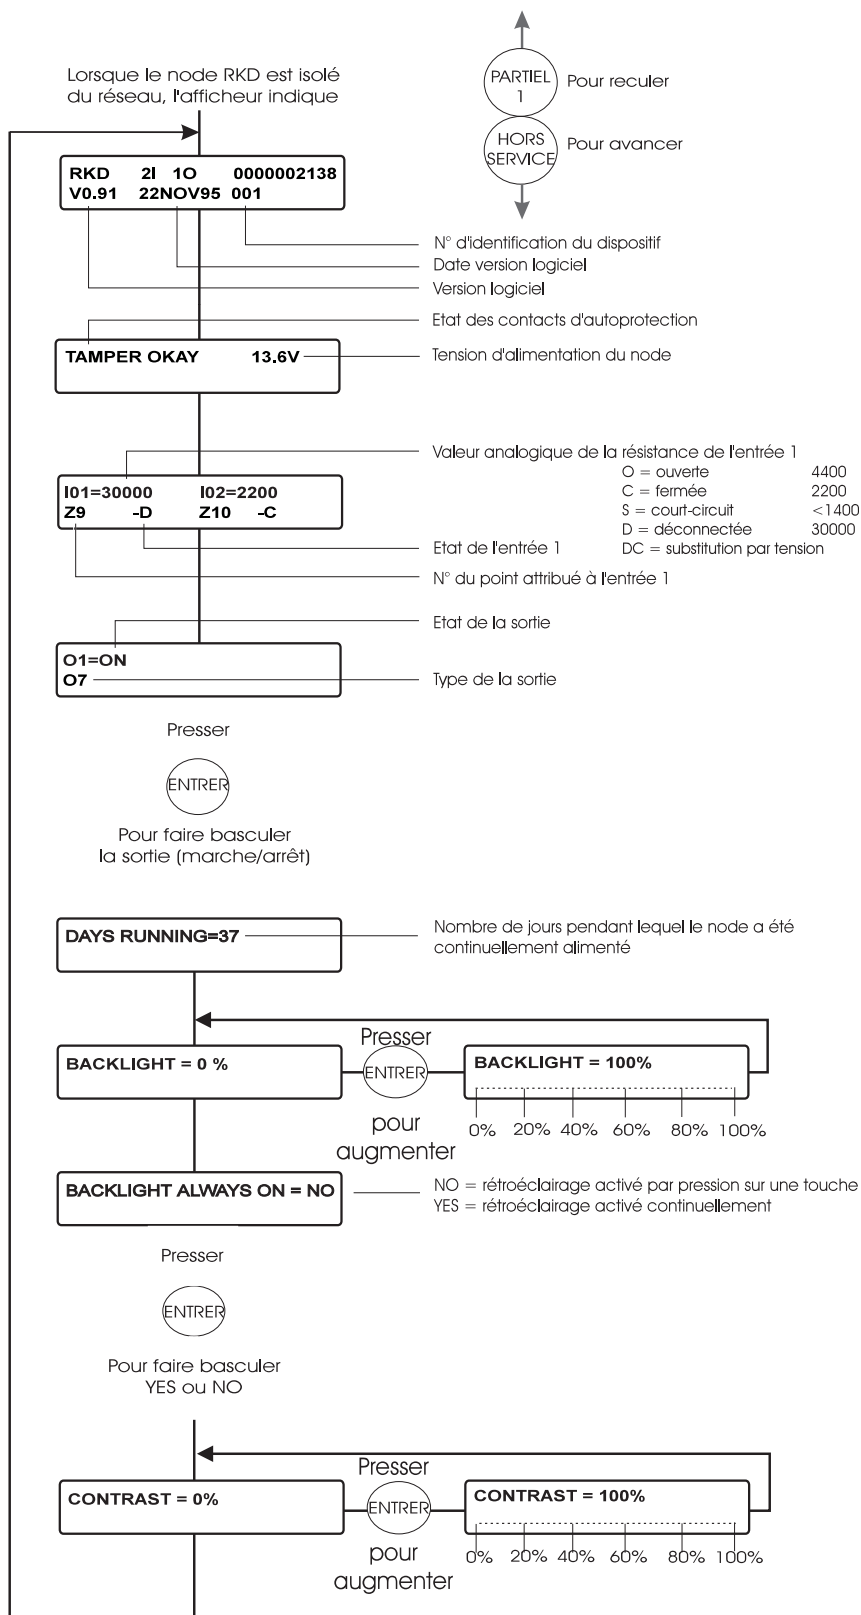 Lorsque le node RKD est isolé
du réseau, l'afficheur indique
PARTIEL
1
Pour reculer
HORS
SERVICE
Pour avancer
RKD 2I 1O 0000002138
V0.91 22NOV95 001
N° d'identification du dispositif
Date version logiciel
Version logiciel
Etat des contacts d'autoprotection
TAMPER OKAY 13.6V
Tension d'alimentation du node
Valeur analogique de la résistance de l'entrée 1
O = ouverte 4400
C = fermée 2200
S = court-circuit <1400
D = déconnectée 30000
DC = substitution par tension
I01=30000 I02=2200
Z9 -D Z10 -C
Etat de l'entrée 1
N° du point attribué à l'entrée 1
Etat de la sortie
O1=ON
O7
Type de la sortie
Presser
ENTRER
Pour faire basculer
la sortie (marche/arrêt)
DAYS RUNNING=37
Nombre de jours pendant lequel le node a été
continuellement alimenté
BACKLIGHT = 0 %
Presser
ENTRER
pour
augmenter
BACKLIGHT = 100%
0% 20% 40% 60% 80% 100%
BACKLIGHT ALWAYS ON = NO
NO = rétroéclairage activé par pression sur une touche
YES = rétroéclairage activé continuellement
Presser
ENTRER
Pour faire basculer
YES ou NO
CONTRAST = 0%
Presser
ENTRER
pour
augmenter
CONTRAST = 100%
0% 20% 40% 60% 80% 100%